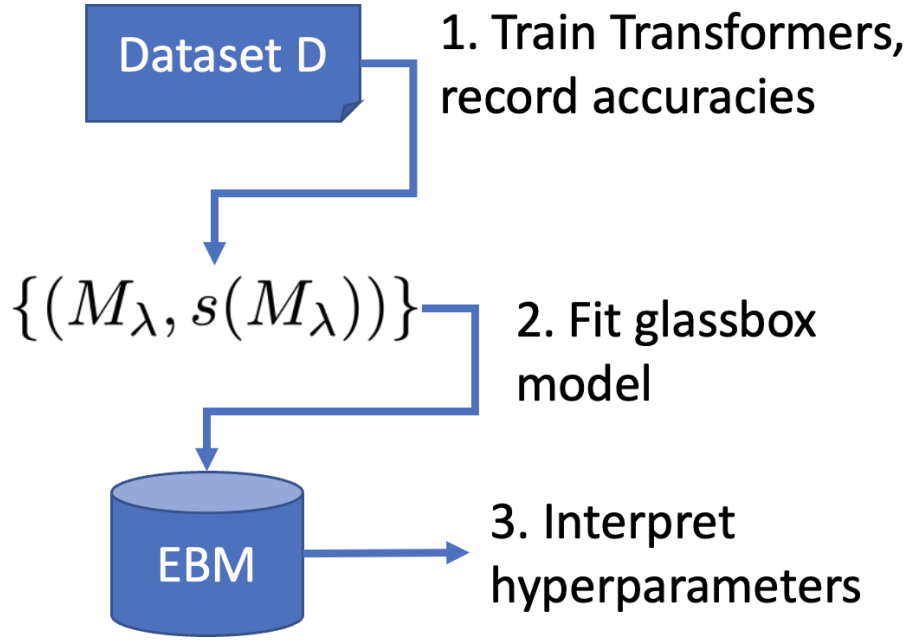 Dataset D
1. Train Transformers,
record accuracies
{(M_λ, s(M_λ))}
2. Fit glassbox
model
EBM
3. Interpret
hyperparameters